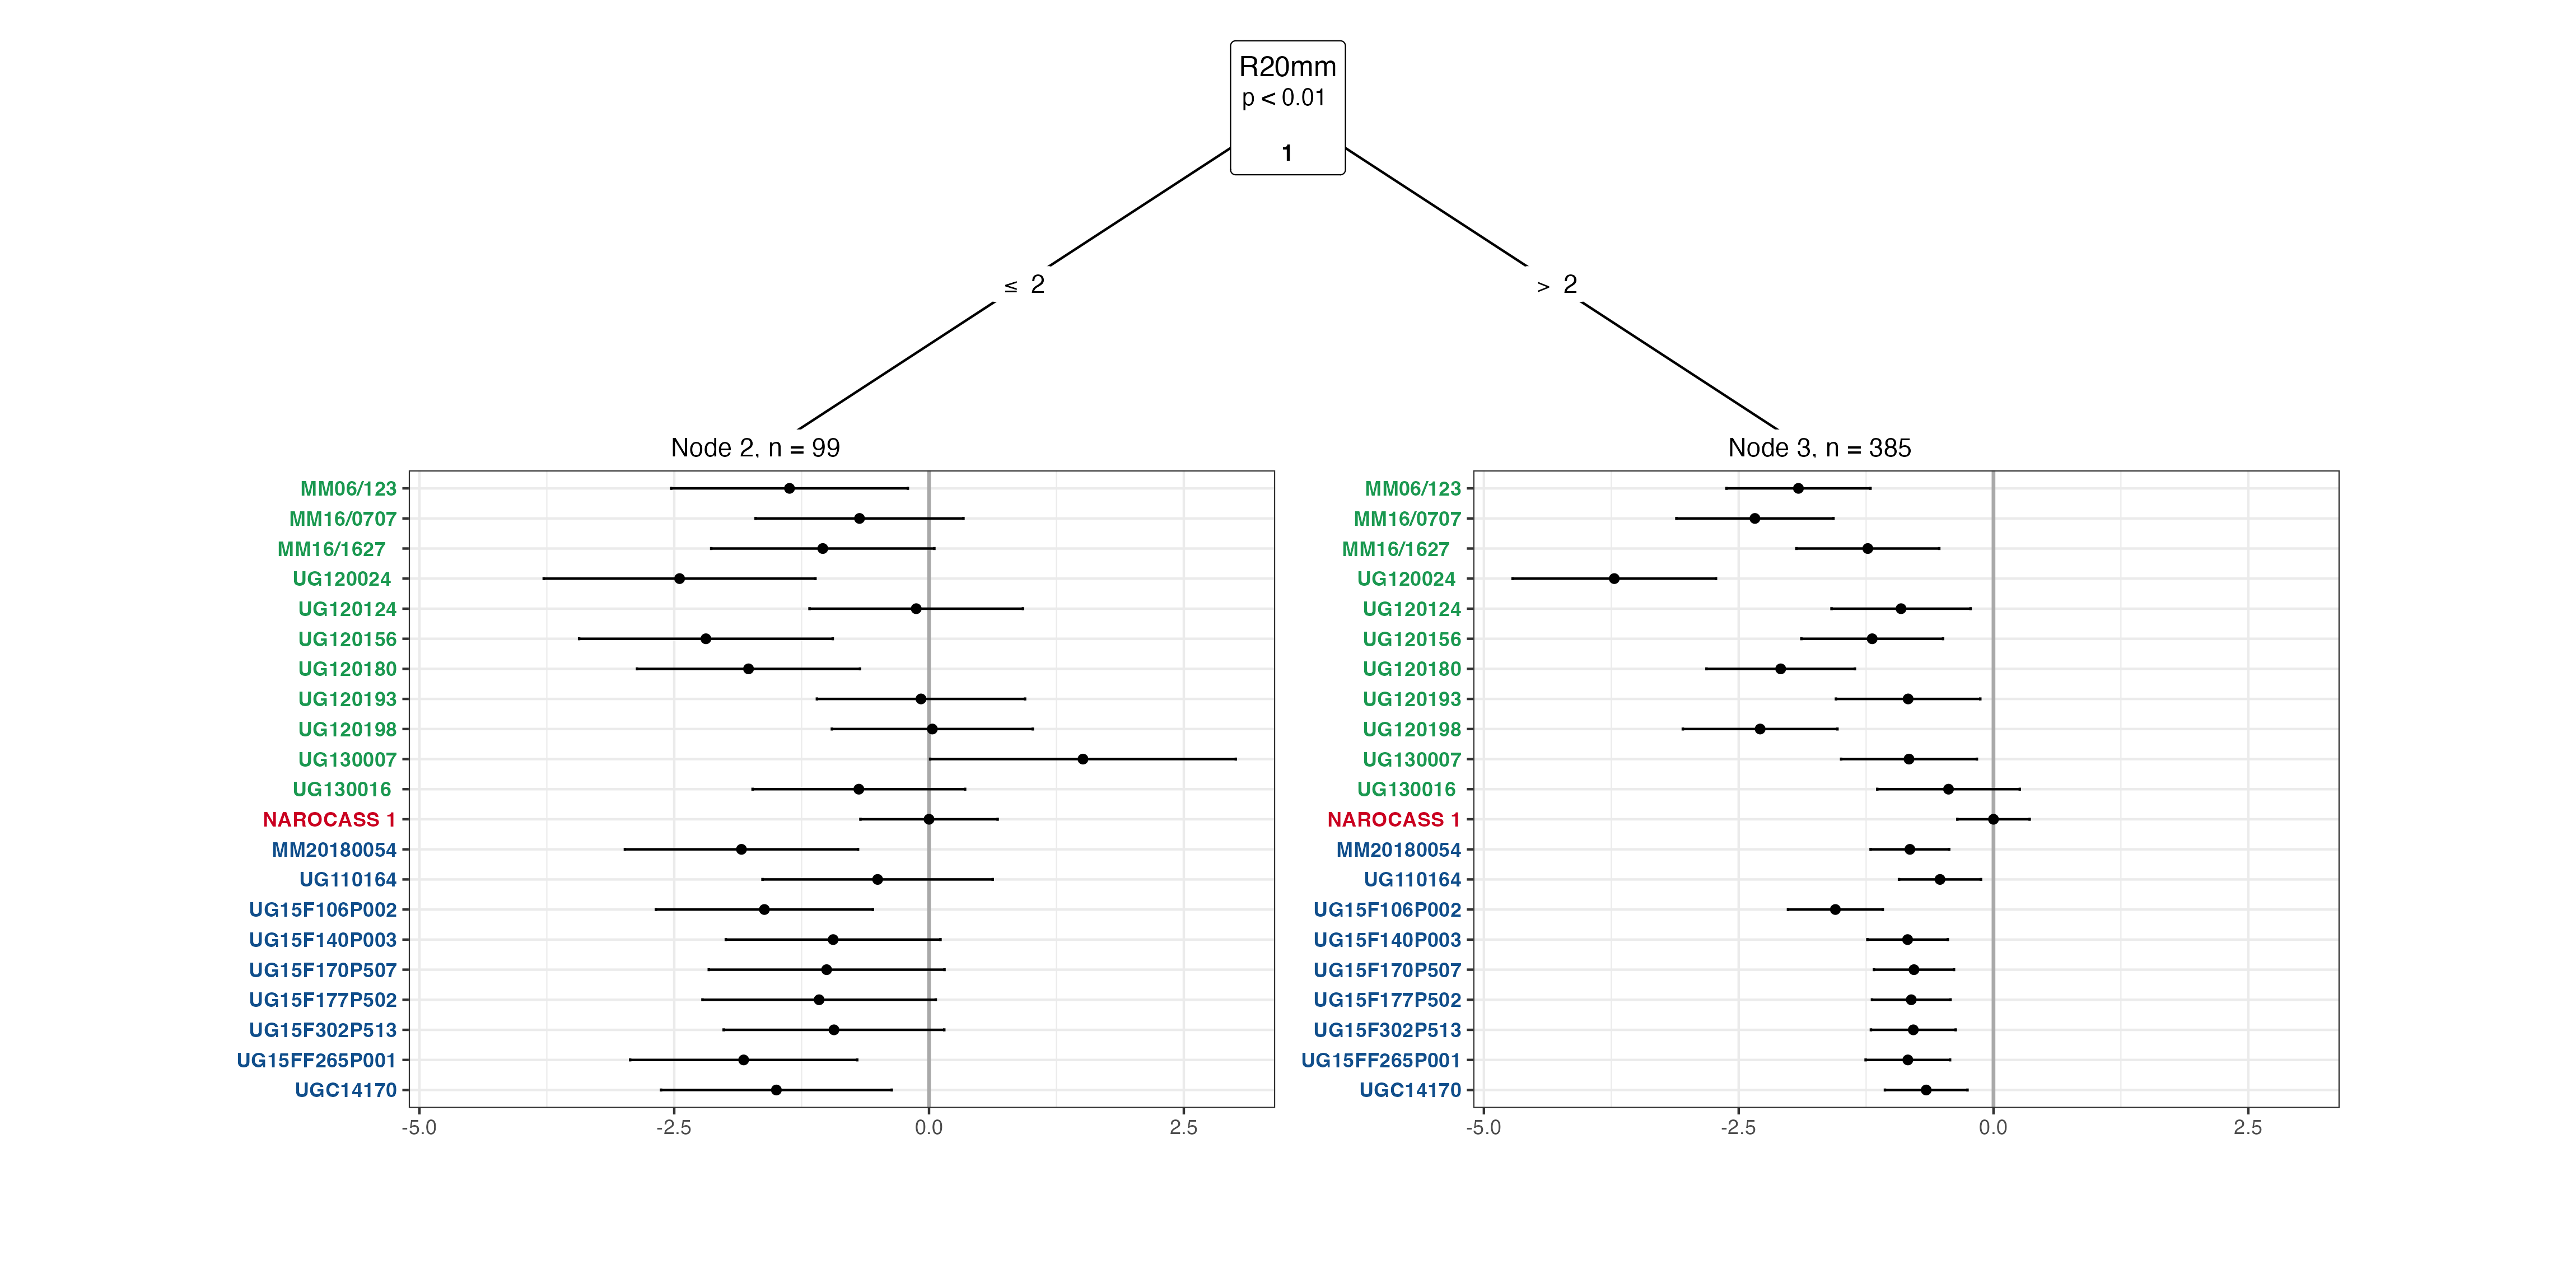 R20mm
p < 0.01
1
≤ 2
> 2
Node 2, n = 99
MM06/123
MM16/0707
MM16/1627
UG120024
UG120124
UG120156
UG120180
UG120193
UG120198
UG130007
UG130016
NAROCASS 1
MM20180054
UG110164
UG15F106P002
UG15F140P003
UG15F170P507
UG15F177P502
UG15F302P513
UG15FF265P001
UGC14170
-5.0 -2.5 0.0 2.5
Node 3, n = 385
MM06/123
MM16/0707
MM16/1627
UG120024
UG120124
UG120156
UG120180
UG120193
UG120198
UG130007
UG130016
NAROCASS 1
MM20180054
UG110164
UG15F106P002
UG15F140P003
UG15F170P507
UG15F177P502
UG15F302P513
UG15FF265P001
UGC14170
-5.0 -2.5 0.0 2.5